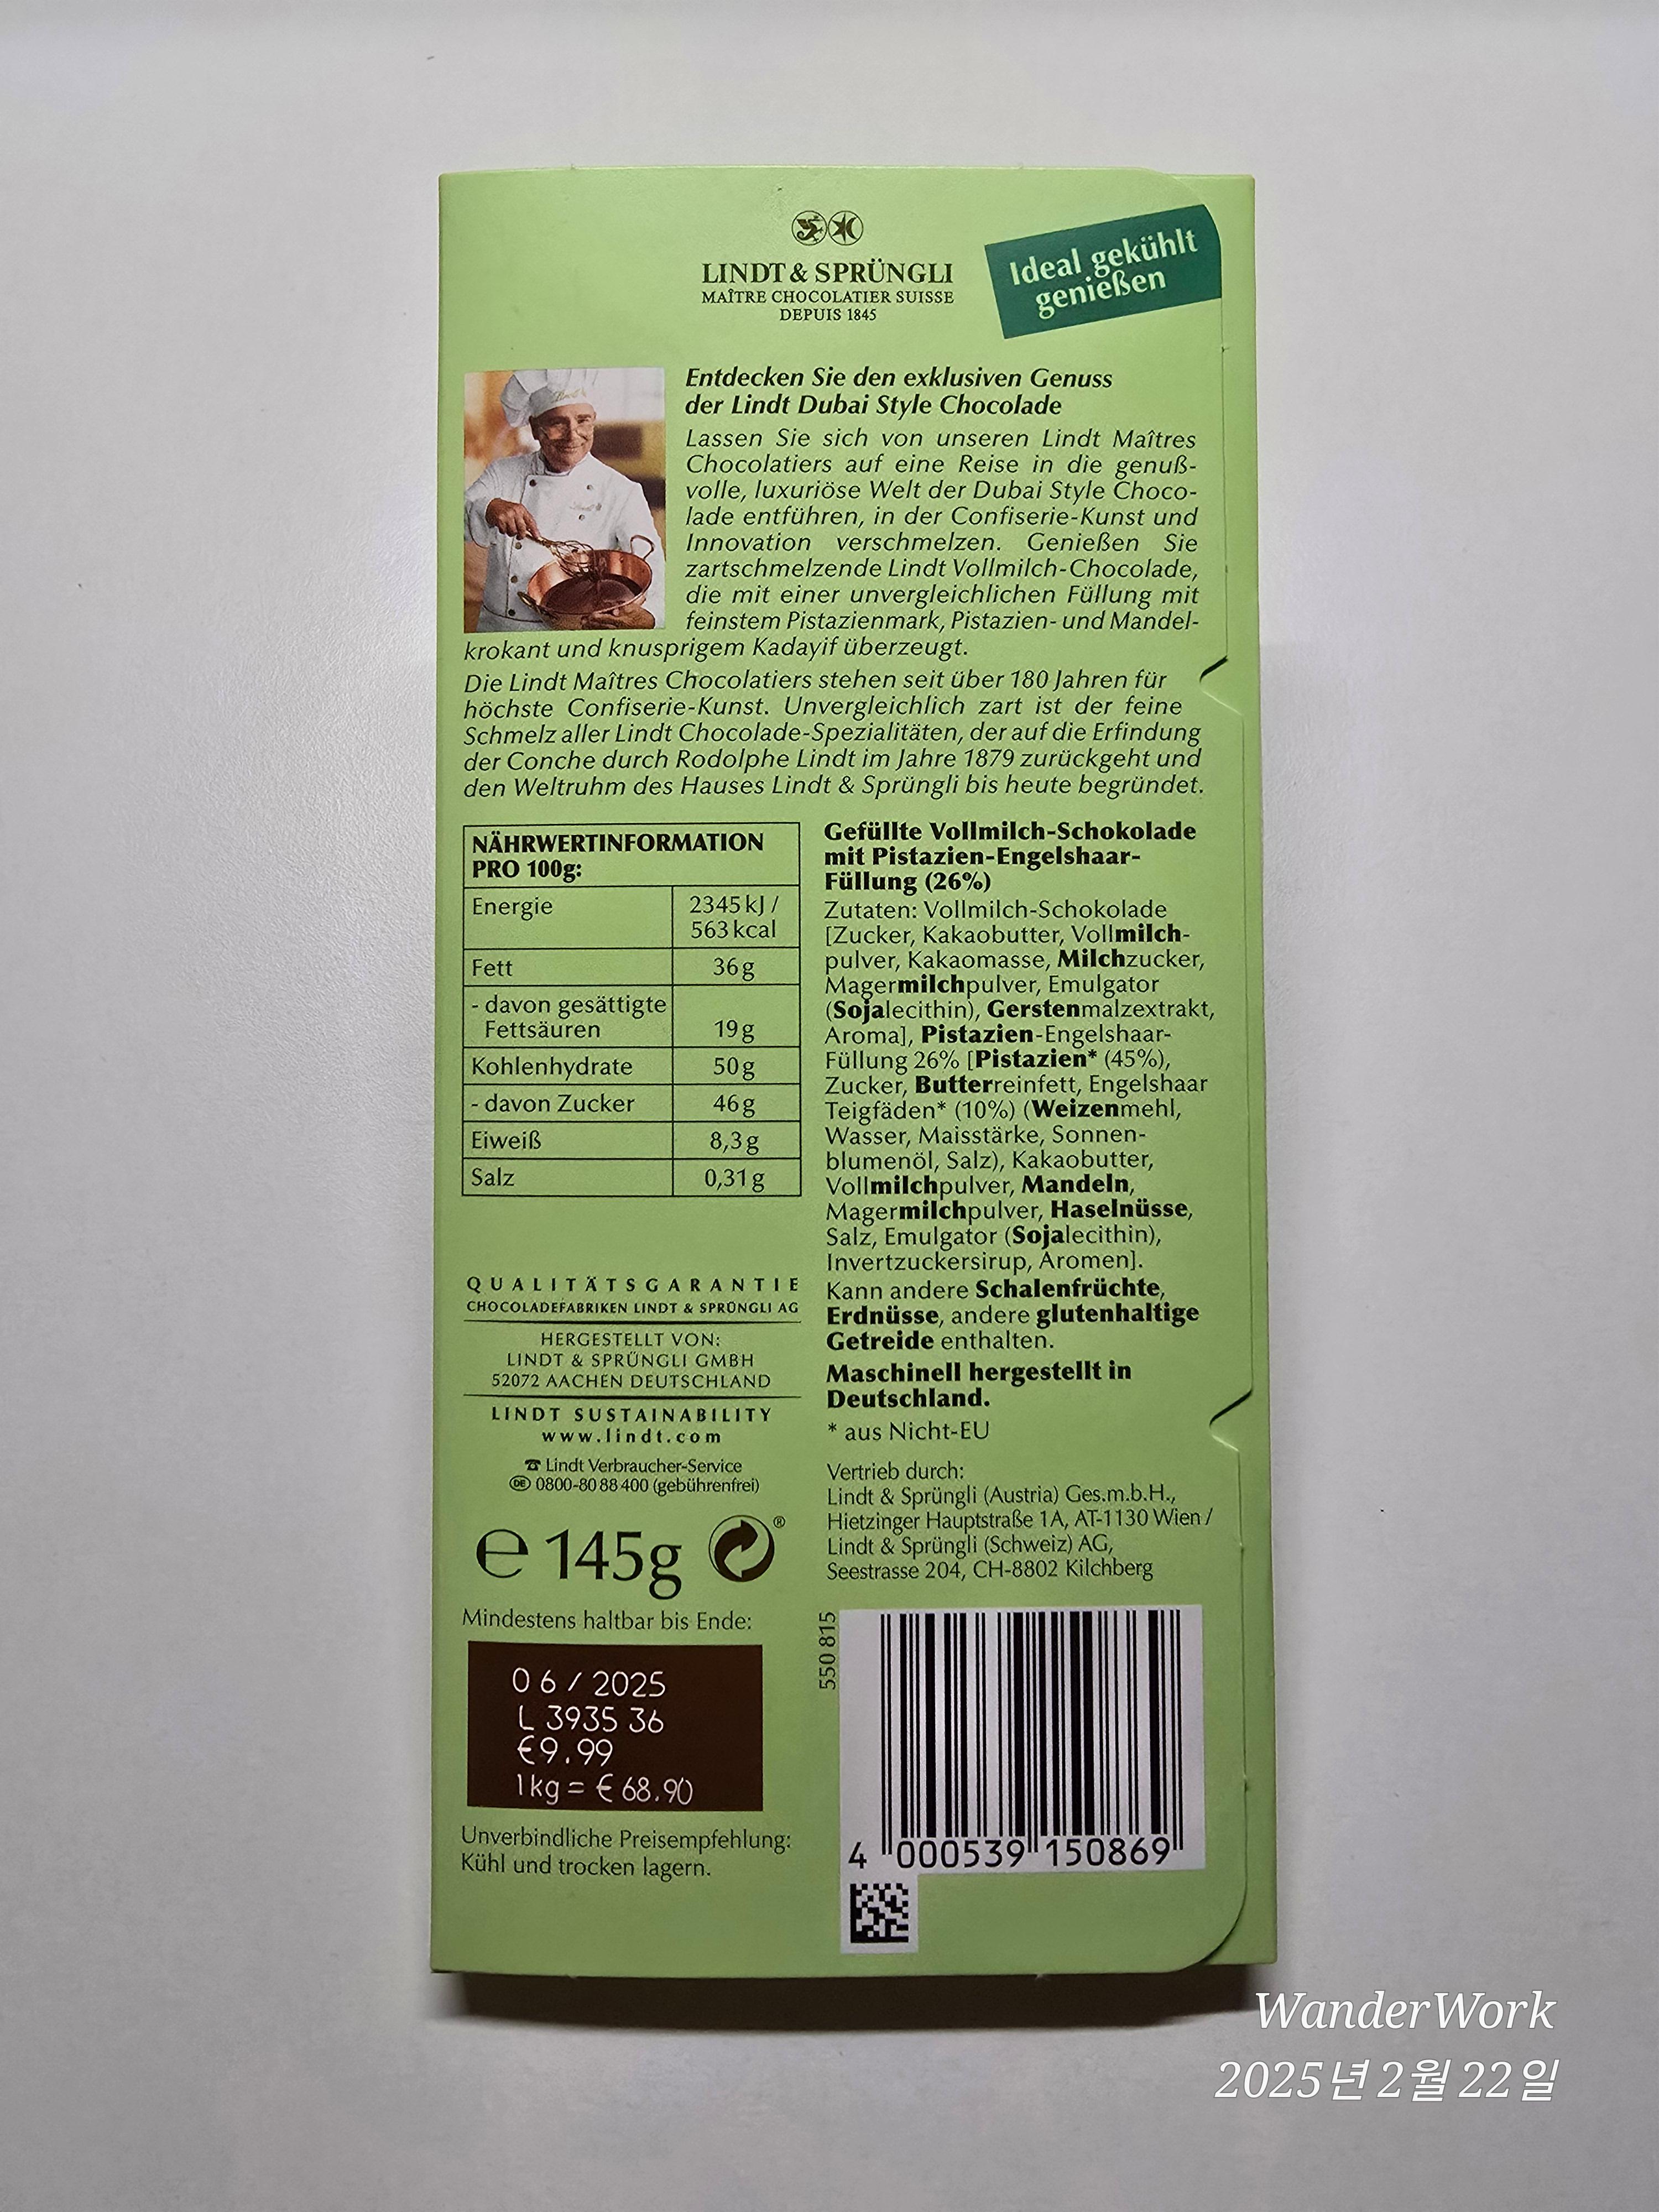 LINDT & SPRÜNGLI
MAÎTRE CHOCOLATIER SUISSE
DEPUIS 1845
Ideal gekühlt
genießen
Entdecken Sie den exklusiven Genuss
der Lindt Dubai Style Chocolade
Lassen Sie sich von unseren Lindt Maîtres
Chocolatiers auf eine Reise in die genuß-
volle, luxuriöse Welt der Dubai Style Choco-
lade entführen, in der Confiserie-Kunst und
Innovation verschmelzen. Genießen Sie
zartschmelzende Lindt Vollmilch-Chocolade,
die mit einer unvergleichlichen Füllung mit
feinstem Pistazienmark, Pistazien- und Mandel-
krokant und knusprigem Kadayif überzeugt.
Die Lindt Maîtres Chocolatiers stehen seit über 180 Jahren für
höchste Confiserie-Kunst. Unvergleichlich zart ist der feine
Schmelz aller Lindt Chocolade-Spezialitäten, der auf die Erfindung
der Conche durch Rodolphe Lindt im Jahre 1879 zurückgeht und
den Weltruhm des Hauses Lindt & Sprüngli bis heute begründet.
NÄHRWERTINFORMATION
PRO 100g:
Energie 2345 kJ /
563 kcal
Fett 36 g
- davon gesättigte
Fettsäuren 19 g
Kohlenhydrate 50 g
- davon Zucker 46 g
Eiweiß 8,3 g
Salz 0,31 g
QUALITÄTSGARANTIE
CHOCOLADEFABRIKEN LINDT & SPRÜNGLI AG
HERGESTELLT VON:
LINDT & SPRÜNGLI GMBH
52072 AACHEN DEUTSCHLAND
LINDT SUSTAINABILITY
www.lindt.com
☎ Lindt Verbraucher-Service
DE 0800-80 88 400 (gebührenfrei)
℮ 145g ®
Mindestens haltbar bis Ende:
06/2025
L 3935 36
€9.99
1kg = € 68.90
Unverbindliche Preisempfehlung:
Kühl und trocken lagern.
Gefüllte Vollmilch-Schokolade
mit Pistazien-Engelshaar-
Füllung (26%)
Zutaten: Vollmilch-Schokolade
[Zucker, Kakaobutter, Vollmilch-
pulver, Kakaomasse, Milchzucker,
Magermilchpulver, Emulgator
(Sojalecithin), Gerstenmalzextrakt,
Aroma], Pistazien-Engelshaar-
Füllung 26% [Pistazien* (45%),
Zucker, Butterreinfett, Engelshaar
Teigfäden* (10%) (Weizenmehl,
Wasser, Maisstärke, Sonnen-
blumenöl, Salz), Kakaobutter,
Vollmilchpulver, Mandeln,
Magermilchpulver, Haselnüsse,
Salz, Emulgator (Sojalecithin),
Invertzuckersirup, Aromen].
Kann andere Schalenfrüchte,
Erdnüsse, andere glutenhaltige
Getreide enthalten.
Maschinell hergestellt in
Deutschland.
* aus Nicht-EU
Vertrieb durch:
Lindt & Sprüngli (Austria) Ges.m.b.H.,
Hietzinger Hauptstraße 1A, AT-1130 Wien /
Lindt & Sprüngli (Schweiz) AG,
Seestrasse 204, CH-8802 Kilchberg
550 815
4 000539 150869
WanderWork
2025년 2월 22일